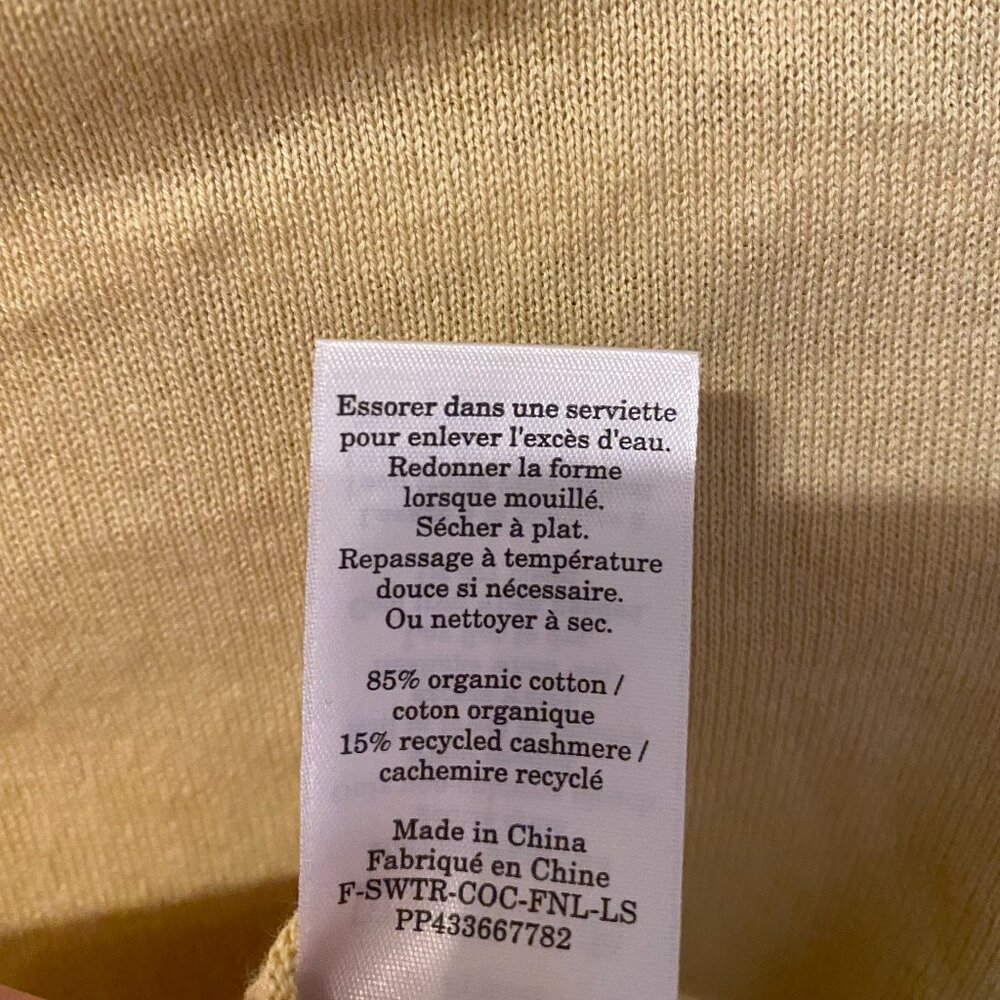 Essorer dans une serviette
pour enlever l'excès d'eau.
Redonner la forme
lorsque mouillé.
Sécher à plat.
Repassage à température
douce si nécessaire.
Ou nettoyer à sec.
85% organic cotton /
coton organique
15% recycled cashmere /
cachemire recyclé
Made in China
Fabriqué en Chine
F-SWTR-COC-FNL-LS
PP433667782